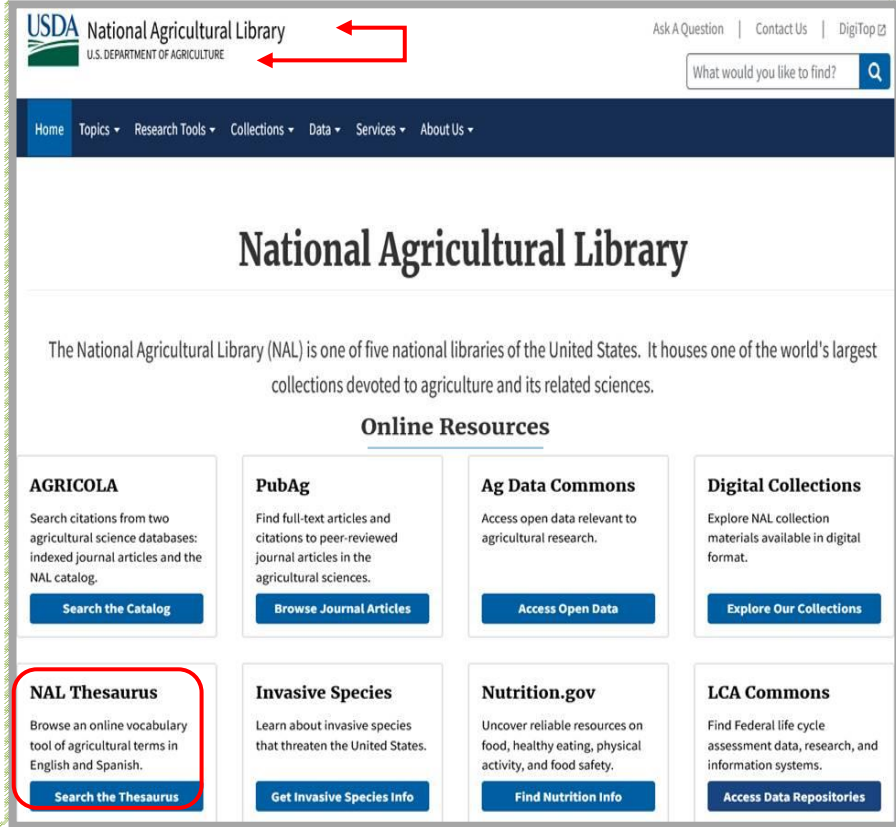 USDA National Agricultural Library
U.S. DEPARTMENT OF AGRICULTURE
Ask A Question | Contact Us | DigiTop
What would you like to find?
Home Topics Research Tools Collections Data Services About Us
National Agricultural Library
The National Agricultural Library (NAL) is one of five national libraries of the United States. It houses one of the world's largest
collections devoted to agriculture and its related sciences.
Online Resources
AGRICOLA
Search citations from two
agricultural science databases:
indexed journal articles and the
NAL catalog.
Search the Catalog
PubAg
Find full-text articles and
citations to peer-reviewed
journal articles in the
agricultural sciences.
Browse Journal Articles
Ag Data Commons
Access open data relevant to
agricultural research.
Access Open Data
Digital Collections
Explore NAL collection
materials available in digital
format.
Explore Our Collections
NAL Thesaurus
Browse an online vocabulary
tool of agricultural terms in
English and Spanish.
Search the Thesaurus
Invasive Species
Learn about invasive species
that threaten the United States.
Get Invasive Species Info
Nutrition.gov
Uncover reliable resources on
food, healthy eating, physical
activity, and food safety.
Find Nutrition Info
LCA Commons
Find Federal life cycle
assessment data, research, and
information systems.
Access Data Repositories